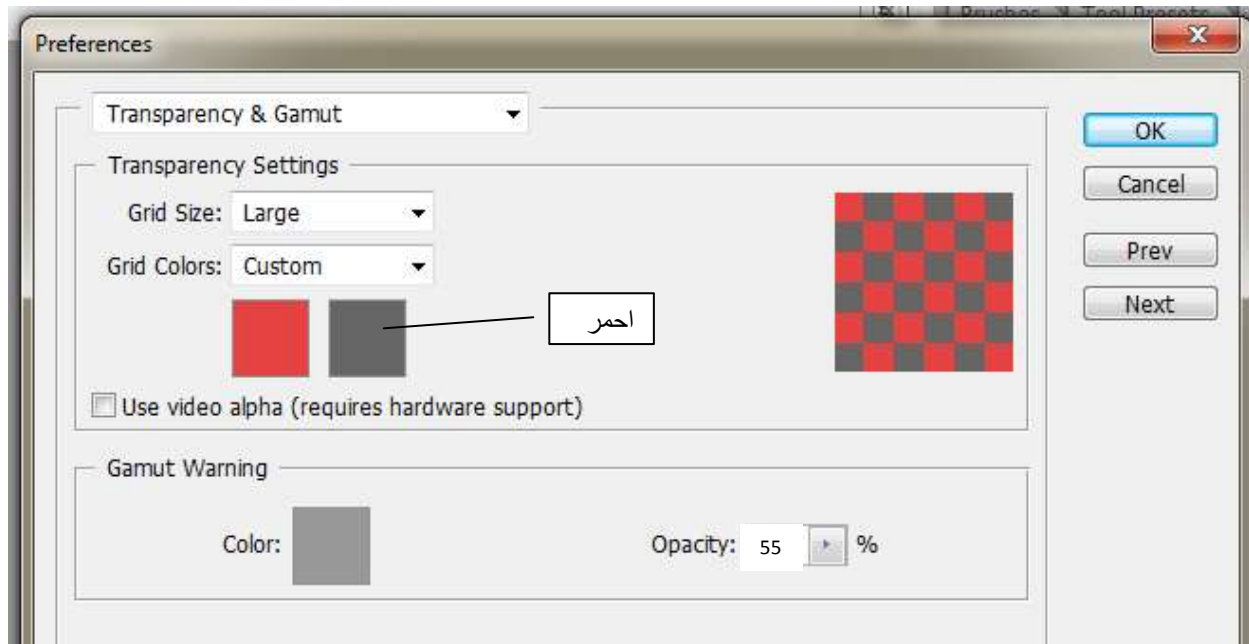 Brushes Tool Presets
Preferences
Transparency & Gamut
OK
Transparency Settings
Cancel
Grid Size: Large
Prev
Grid Colors: Custom
Next
احمر
Use video alpha (requires hardware support)
Gamut Warning
Color:
Opacity: 55 %